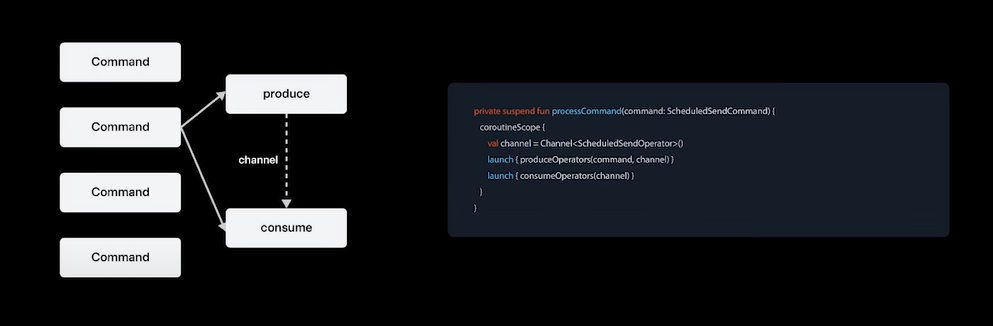 Command
Command
Command
Command
produce
channel
consume
private suspend fun processCommand(command: ScheduledSendCommand) {
coroutineScope {
val channel = Channel<ScheduledSendOperator>()
launch { produceOperators(command, channel) }
launch { consumeOperators(channel) }
}
}